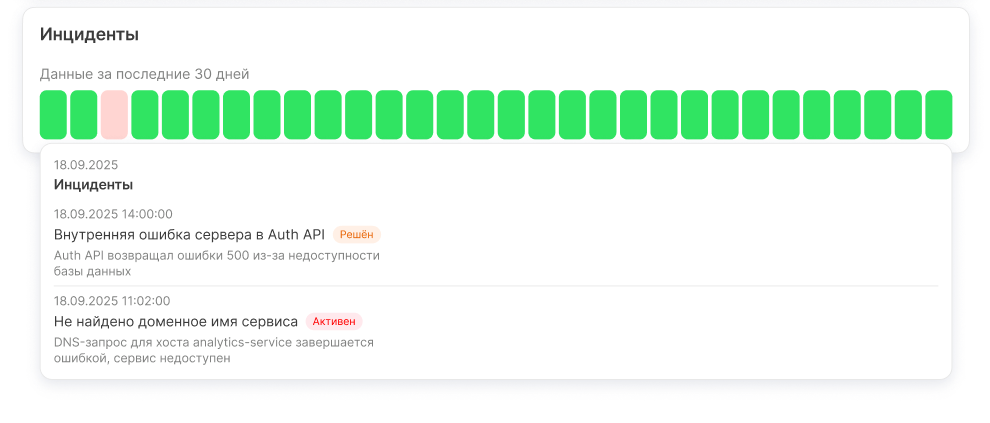 Инциденты
Данные за последние 30 дней
18.09.2025
Инциденты
18.09.2025 14:00:00
Внутренняя ошибка сервера в Auth API Решён
Auth API возвращал ошибки 500 из-за недоступности
базы данных
18.09.2025 11:02:00
Не найдено доменное имя сервиса Активен
DNS-запрос для хоста analytics-service завершается
ошибкой, сервис недоступен